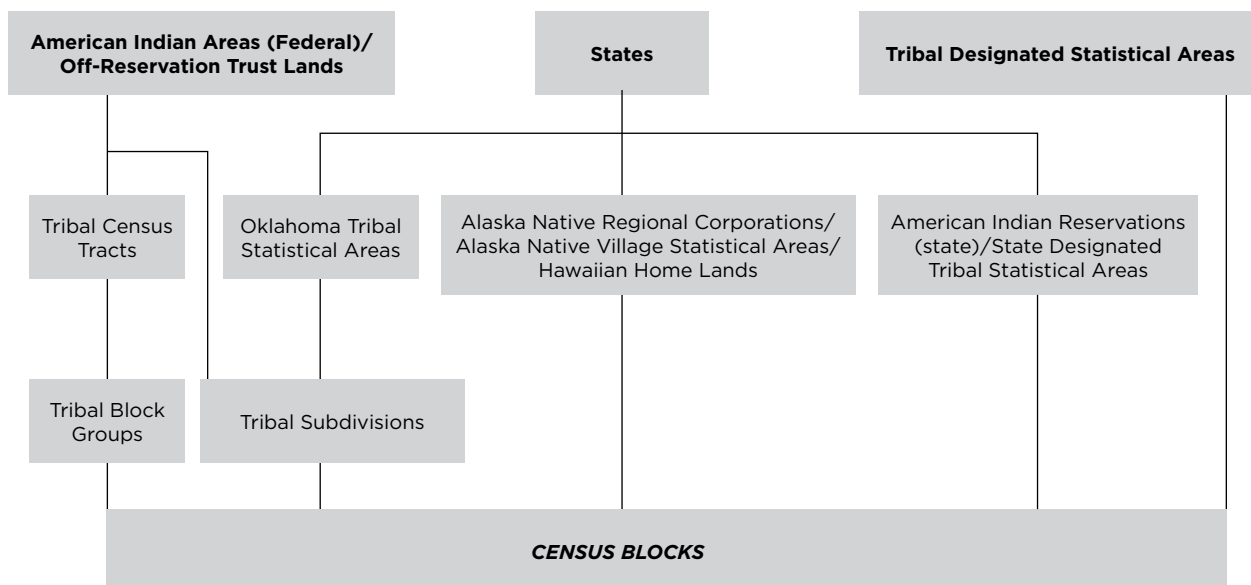 American Indian Areas (Federal)/
Off-Reservation Trust Lands
States
Tribal Designated Statistical Areas
Tribal Census
Tracts
Oklahoma Tribal
Statistical Areas
Alaska Native Regional Corporations/
Alaska Native Village Statistical Areas/
Hawaiian Home Lands
American Indian Reservations
(state)/State Designated
Tribal Statistical Areas
Tribal Block
Groups
Tribal Subdivisions
CENSUS BLOCKS